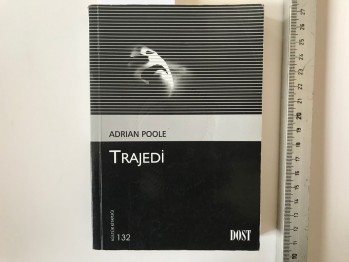 ADRIAN POOLE
TRAJEDİ
132
DOST